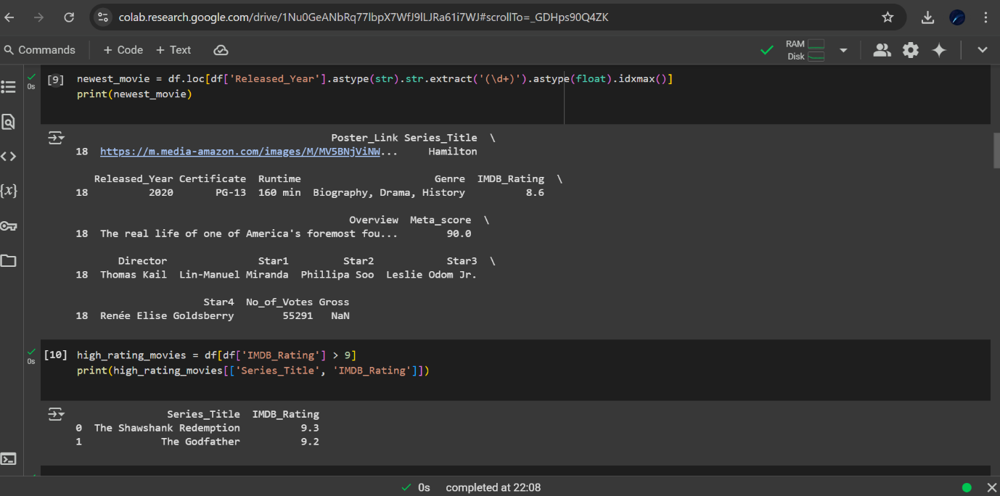 colab.research.google.com/drive/1Nu0GeANbRq77lbpX7WfJ9lLJRa61i7WJ#scrollTo=_GDHps90Q4ZK
Commands + Code + Text RAM
Disk
[9] newest_movie = df.loc[df['Released_Year'].astype(str).str.extract('(\d+)').astype(float).idxmax()]
0s
print(newest_movie)
Poster_Link Series_Title \
18 https://m.media-amazon.com/images/M/MV5BNjViNW... Hamilton
Released_Year Certificate Runtime Genre IMDB_Rating \
18 2020 PG-13 160 min Biography, Drama, History 8.6
Overview Meta_score \
18 The real life of one of America's foremost fou... 90.0
Director Star1 Star2 Star3 \
18 Thomas Kail Lin-Manuel Miranda Phillipa Soo Leslie Odom Jr.
Star4 No_of_Votes Gross
18 Renée Elise Goldsberry 55291 NaN
[10] high_rating_movies = df[df['IMDB_Rating'] > 9]
0s
print(high_rating_movies[['Series_Title', 'IMDB_Rating']])
Series_Title IMDB_Rating
0 The Shawshank Redemption 9.3
1 The Godfather 9.2
0s completed at 22:08